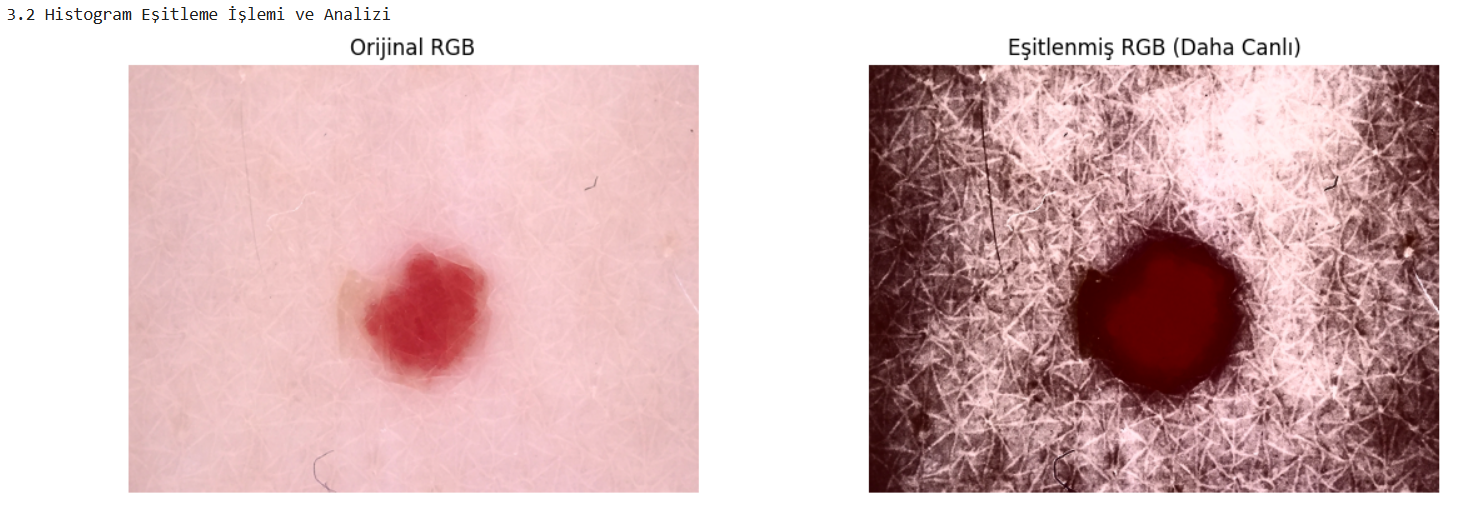 3.2 Histogram Eşitleme İşlemi ve Analizi
Orijinal RGB
Eşitlenmiş RGB (Daha Canlı)